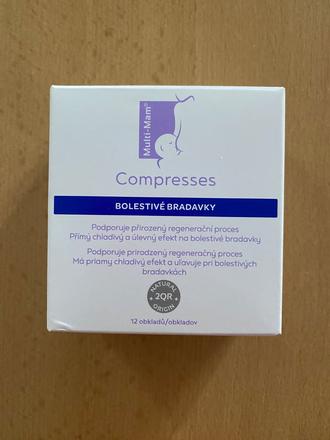 Multi-Mam®
Compresses
BOLESTIVÉ BRADAVKY
Podporuje přirozený regenerační proces
Přímý chladivý a úlevný efekt na bolestivé bradavky
Podporuje prirodzený regeneračný proces
Má priamy chladivý efekt a uľavuje pri bolestivých
bradavkách
NATURAL
2QR
ORIGIN
12 obkladů/obkladov